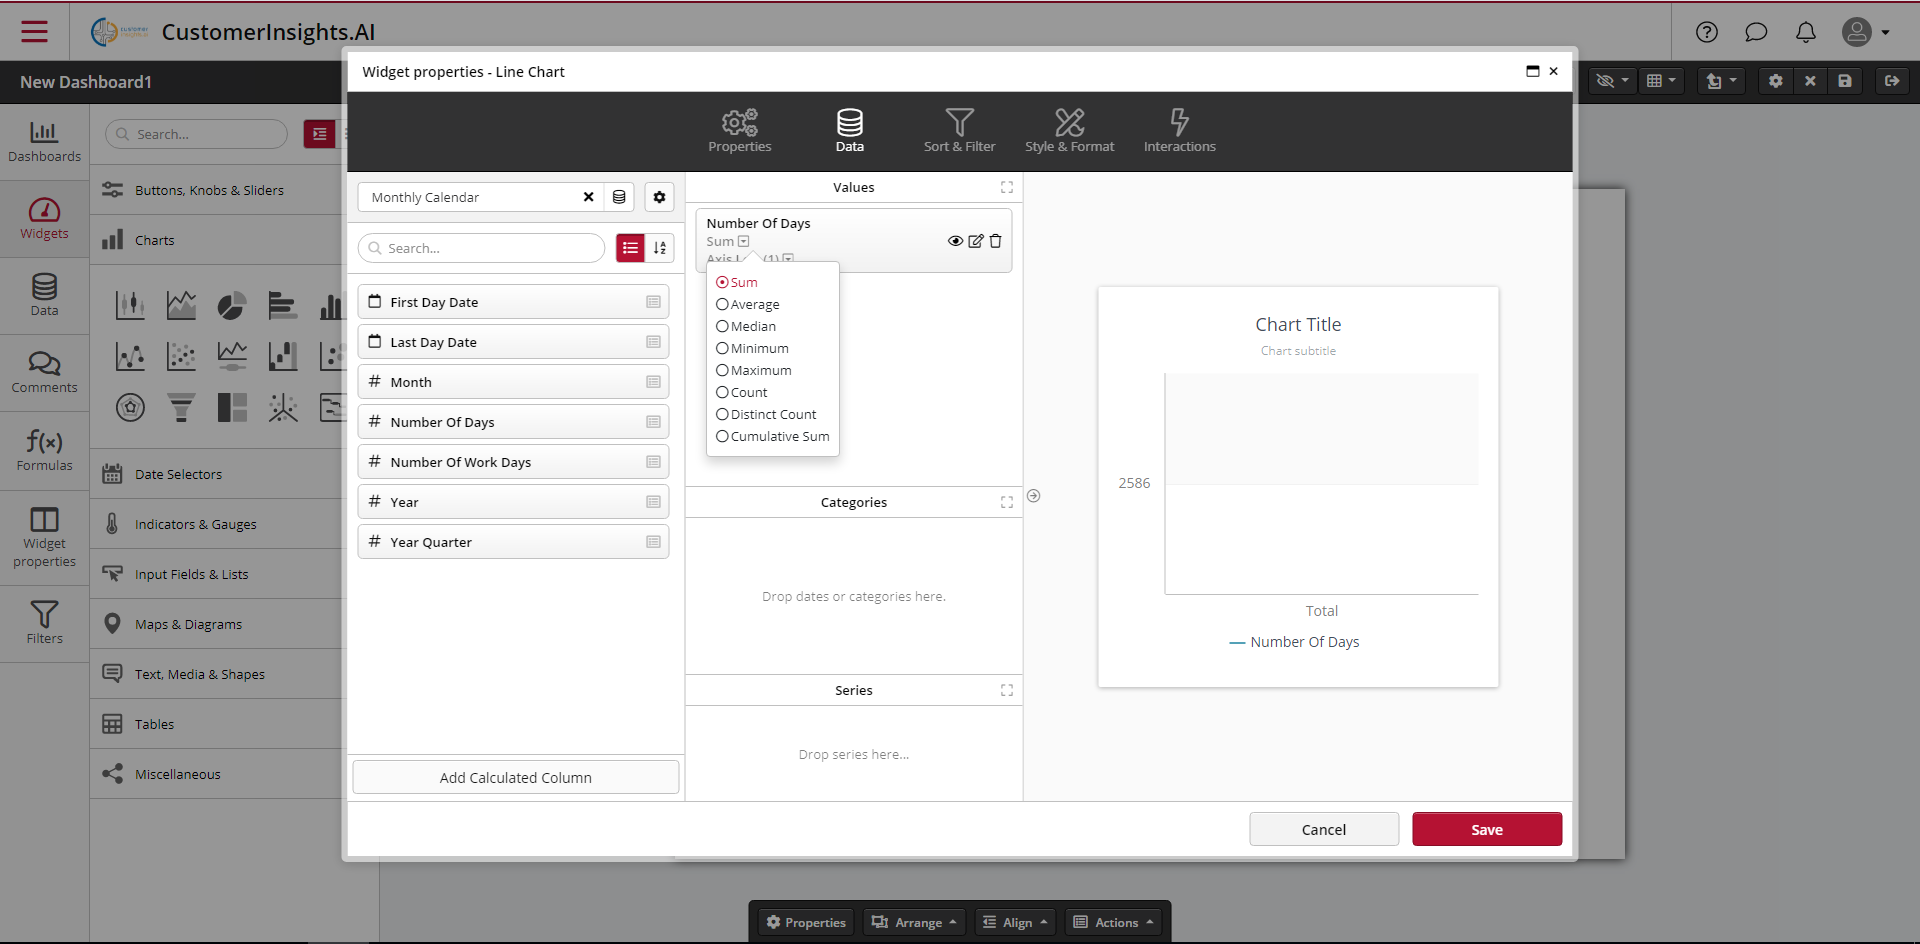 CustomerInsights.AI
New Dashboard1
Dashboards
Widgets
Data
Comments
Formulas
Widget
properties
Filters
Search...
Buttons, Knobs & Sliders
Charts
Date Selectors
Indicators & Gauges
Input Fields & Lists
Maps & Diagrams
Text, Media & Shapes
Tables
Miscellaneous
Widget properties - Line Chart
Properties
Data
Sort & Filter
Style & Format
Interactions
Monthly Calendar
Search...
First Day Date
Last Day Date
# Month
# Number Of Days
# Number Of Work Days
# Year
# Year Quarter
Add Calculated Column
Values
Number Of Days
Sum
Axis (1)
Sum
Average
Median
Minimum
Maximum
Count
Distinct Count
Cumulative Sum
Categories
Drop dates or categories here.
Series
Drop series here...
Chart Title
Chart subtitle
2586
Total
Number Of Days
Cancel
Save
Properties
Arrange
Align
Actions